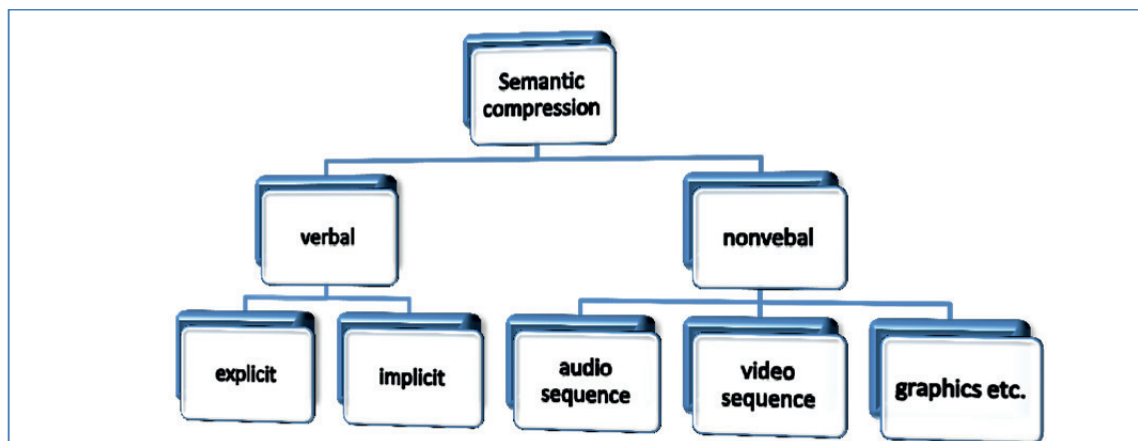 Semantic
compression
verbal
nonvebal
explicit
implicit
audio
sequence
video
sequence
graphics etc.